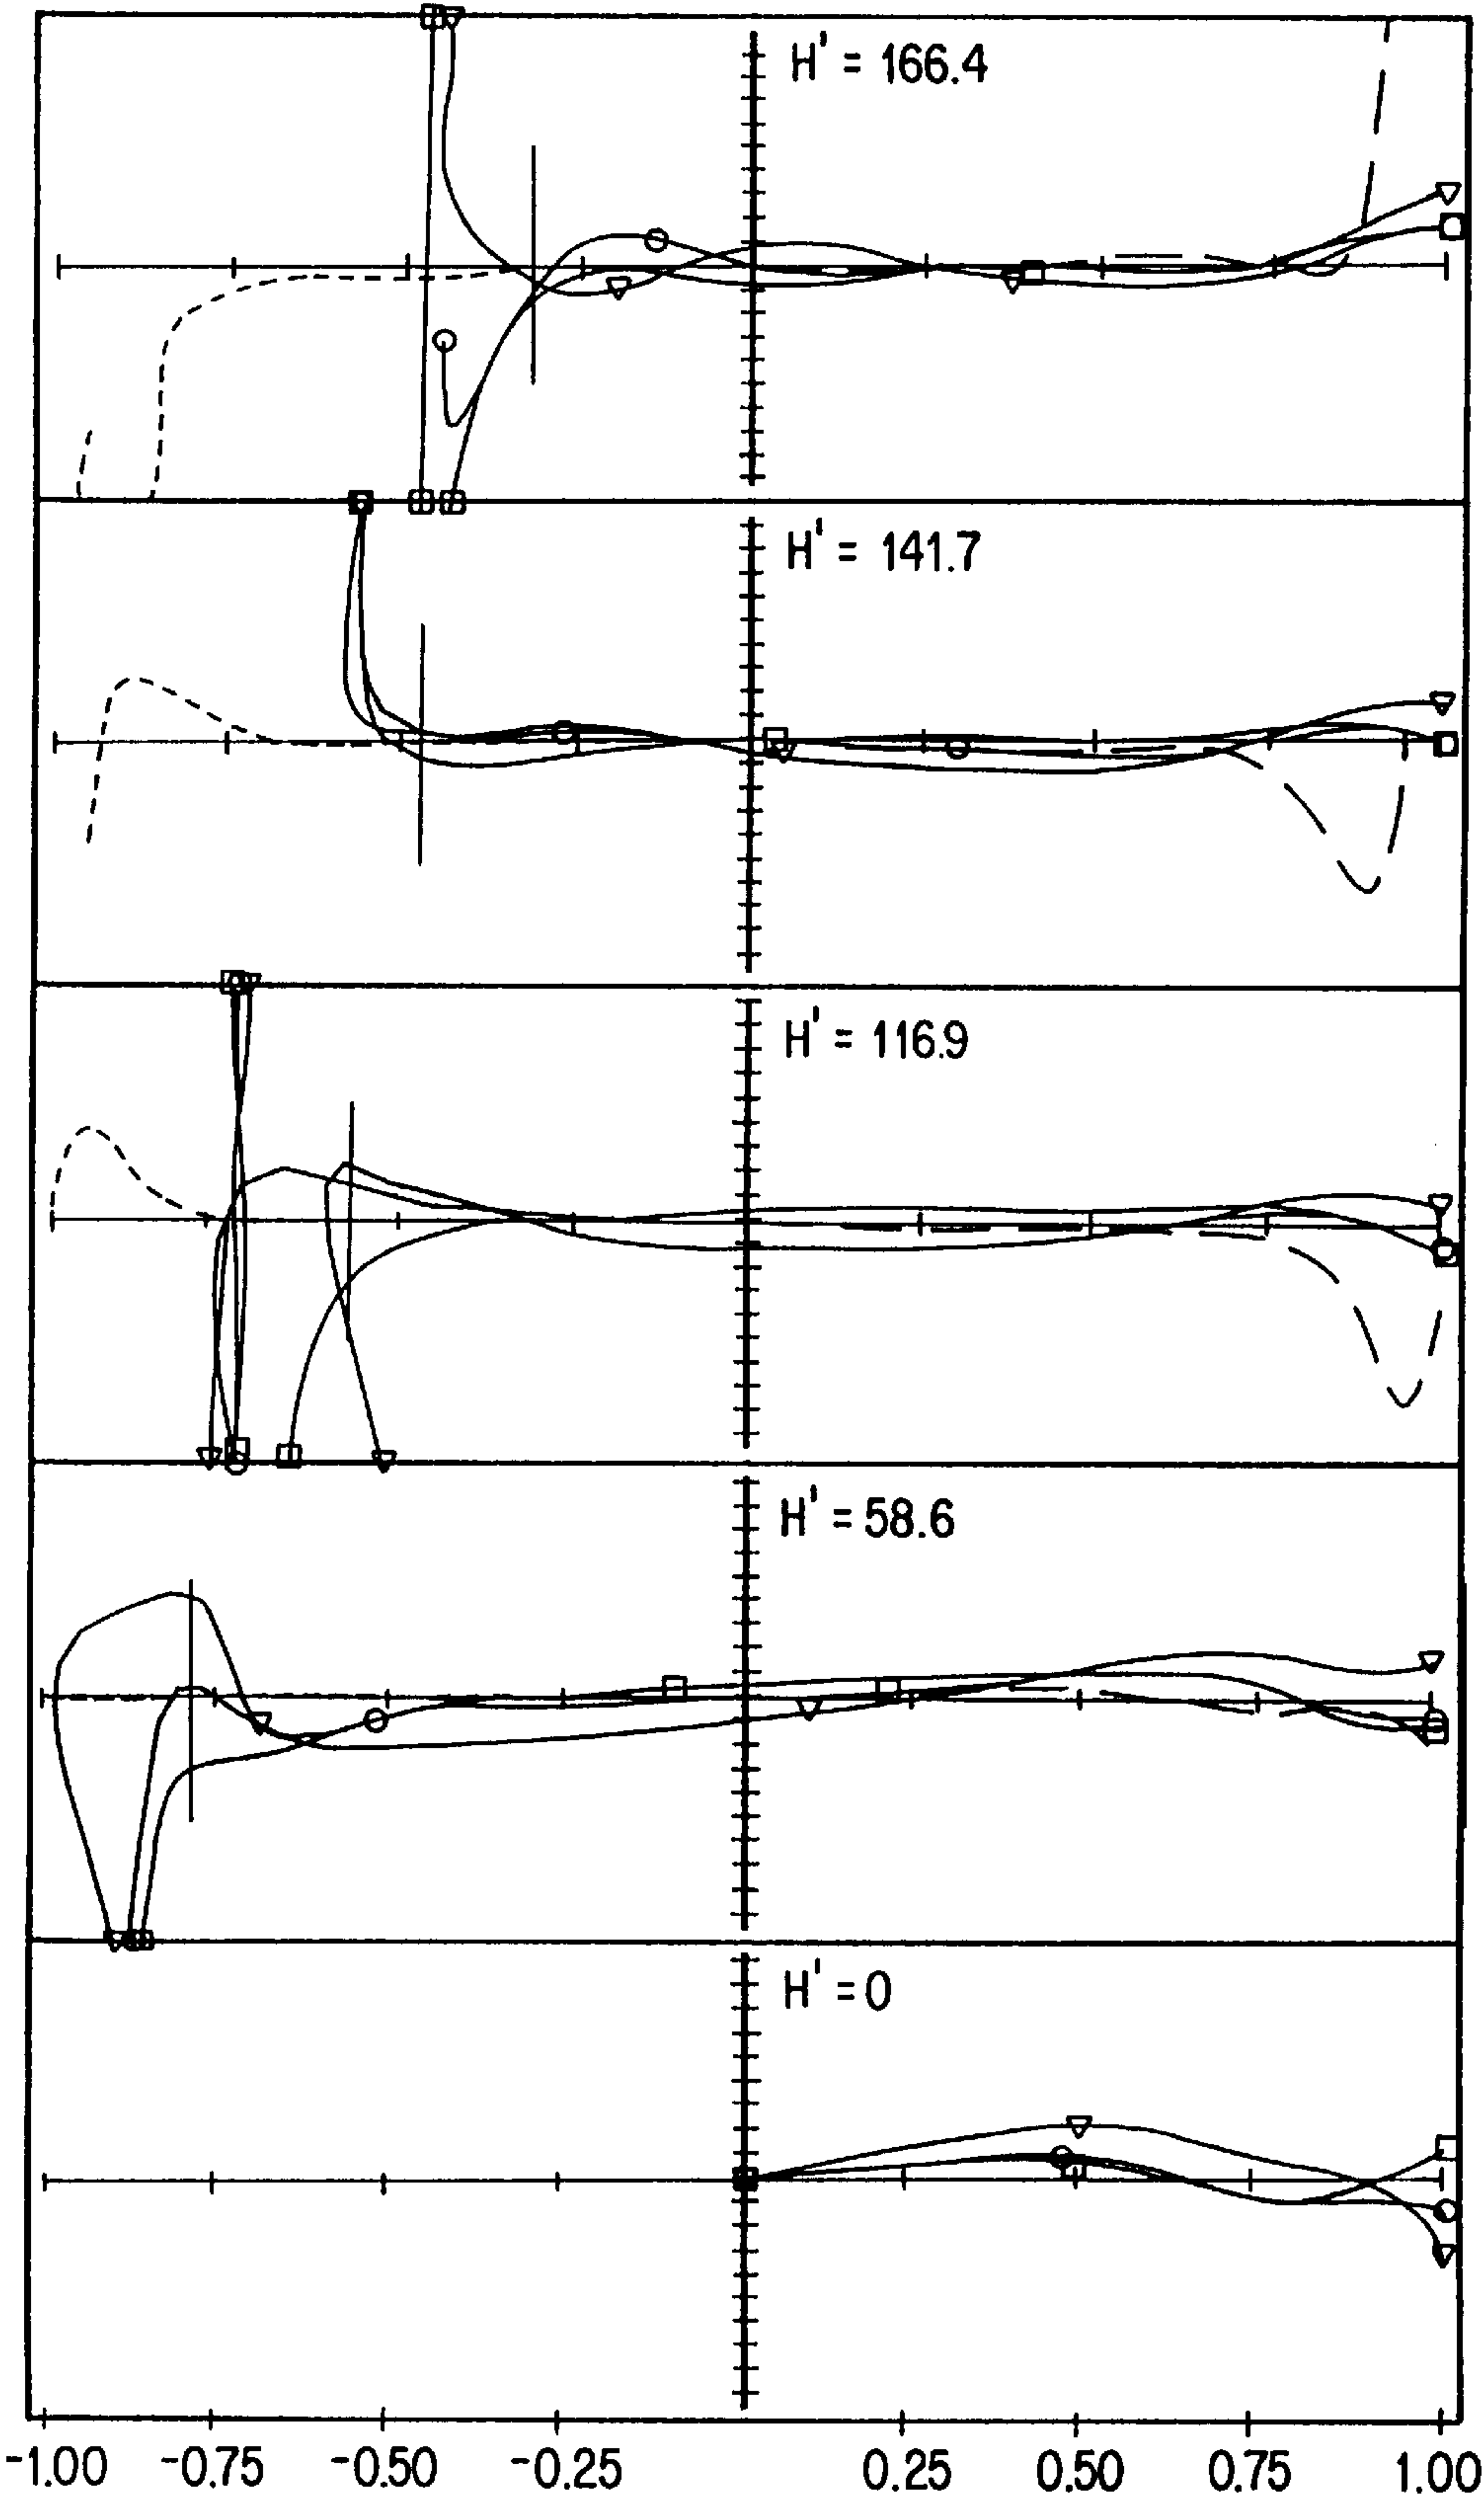 H' = 166.4
H' = 141.7
H' = 116.9
H' = 58.6
H' = 0
-1.00 -0.75 -0.50 -0.25 0.25 0.50 0.75 1.00